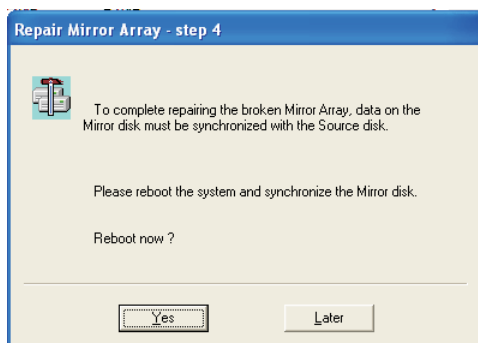 Repair Mirror Array - step 4
To complete repairing the broken Mirror Array, data on the
Mirror disk must be synchronized with the Source disk.
Please reboot the system and synchronize the Mirror disk.
Reboot now ?
Yes
Later